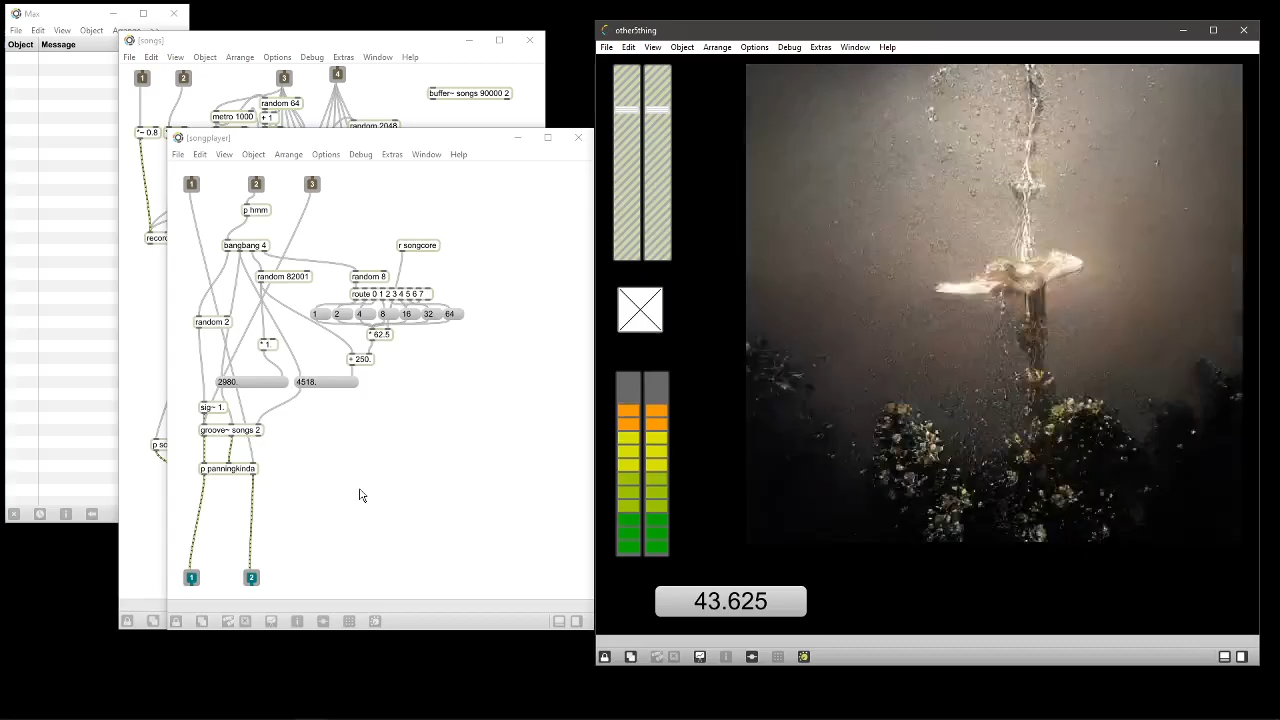 Max
File Edit View Object Arrange >>
Object Message
[songs]
File Edit View Object Arrange Options Debug Extras Window Help
1 2 3 4
buffer~ songs 90000 2
random 64
metro 1000
+ 1
random 2048
*~ 0.8
record
p so
[songplayer]
File Edit View Object Arrange Options Debug Extras Window Help
1 2 3
p hmm
bangbang 4
r songcore
random 82001
random 8
route 0 1 2 3 4 5 6 7
1 2 4 8 16 32 64
random 2
* 62.5
* 1.
+ 250.
2980.
4518.
sig~ 1.
groove~ songs 2
p panningkinda
1 2
other5thing
File Edit View Object Arrange Options Debug Extras Window Help
43.625